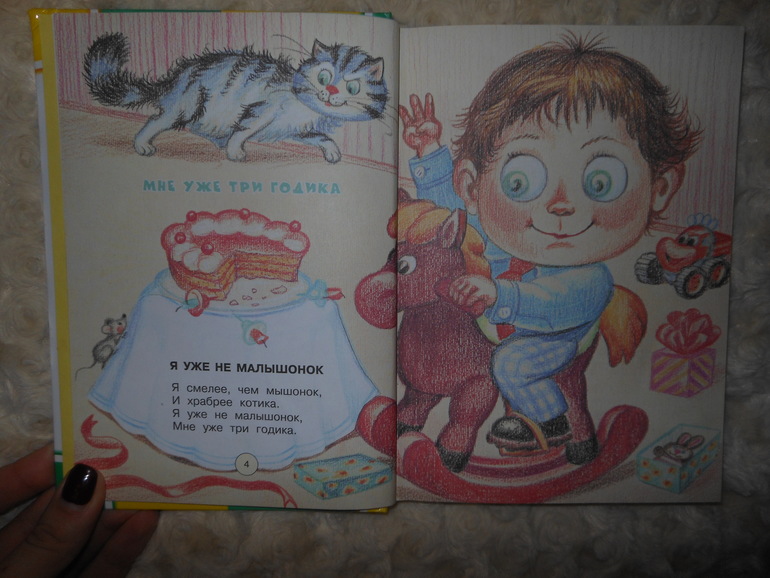 МНЕ УЖЕ ТРИ ГОДИКА
Я УЖЕ НЕ МАЛЫШОНОК
Я смелее, чем мышонок,
И храбрее котика.
Я уже не малышонок,
Мне уже три годика.
4